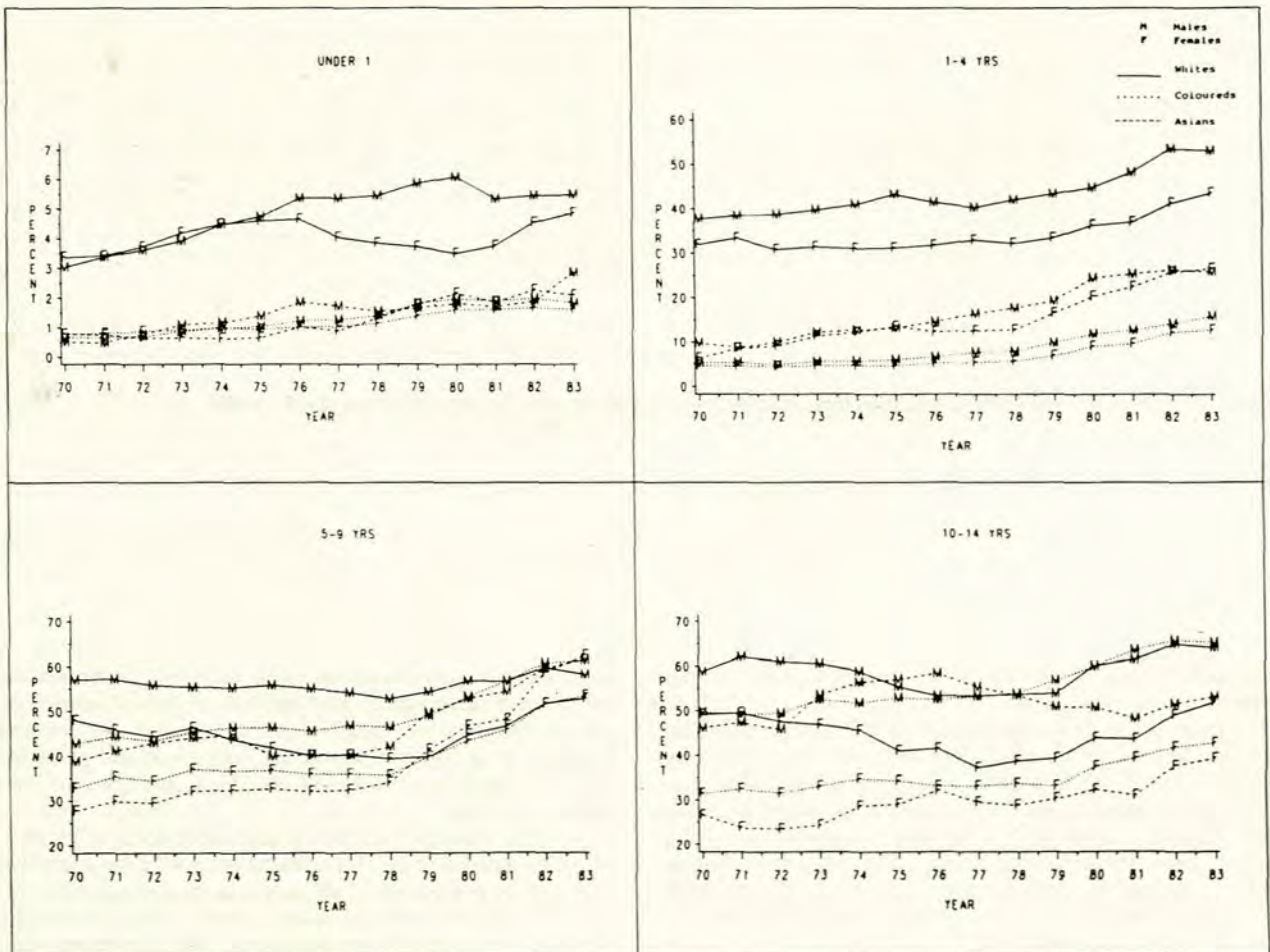 M Males
F Females
Whites
Coloureds
Asians
UNDER 1
PERCENT
7
6
5
4
3
2
1
0
70 71 72 73 74 75 76 77 78 79 80 81 82 83
YEAR
1-4 YRS
PERCENT
60
50
40
30
20
10
0
70 71 72 73 74 75 76 77 78 79 80 81 82 83
YEAR
5-9 YRS
PERCENT
70
60
50
40
30
20
70 71 72 73 74 75 76 77 78 79 80 81 82 83
YEAR
10-14 YRS
PERCENT
70
60
50
40
30
20
70 71 72 73 74 75 76 77 78 79 80 81 82 83
YEAR